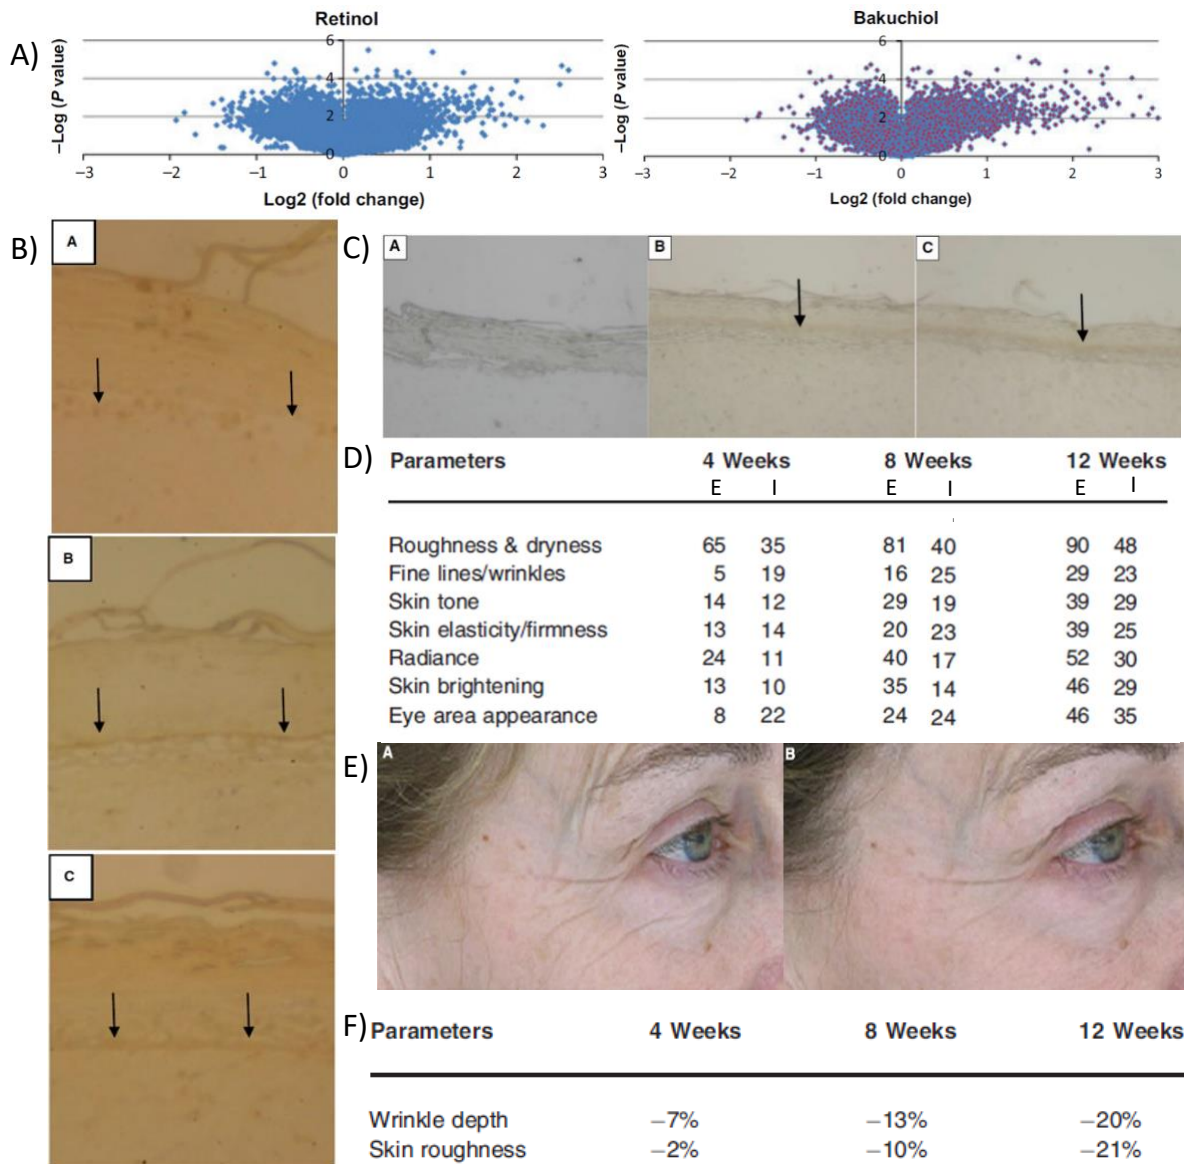 A)
Retinol
6
4
2
0
−3
−2
−1
0
1
2
3
−Log (P value)
Log2 (fold change)
Bakuchiol
6
4
2
0
−3
−2
−1
0
1
2
3
−Log (P value)
Log2 (fold change)
B)
A
B
C
C)
A
B
C
D)
Parameters 4 Weeks 8 Weeks 12 Weeks
E I E I E I
Roughness & dryness 65 35 81 40 90 48
Fine lines/wrinkles 5 19 16 25 29 23
Skin tone 14 12 29 19 39 29
Skin elasticity/firmness 13 14 20 23 39 25
Radiance 24 11 40 17 52 30
Skin brightening 13 10 35 14 46 29
Eye area appearance 8 22 24 24 46 35
E)
A
B
F)
Parameters 4 Weeks 8 Weeks 12 Weeks
Wrinkle depth −7% −13% −20%
Skin roughness −2% −10% −21%